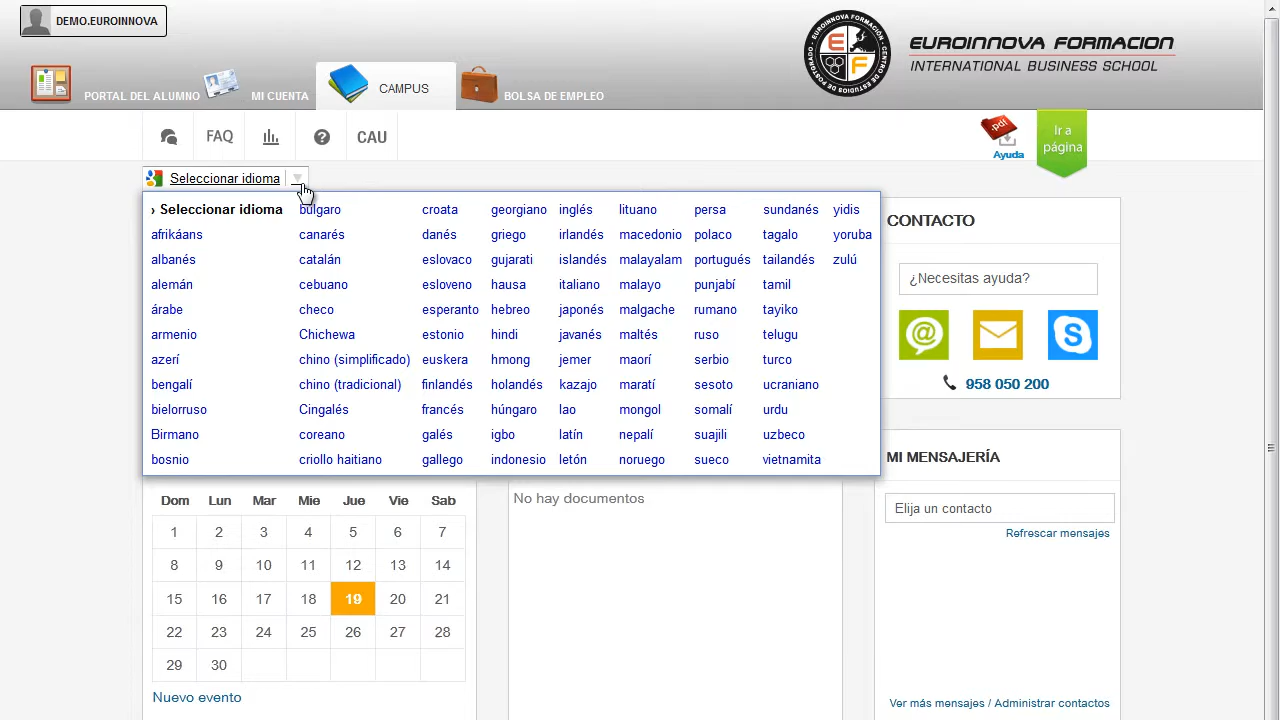 DEMO.EUROINNOVA
EUROINNOVA FORMACIÓN · CENTRO DE ESTUDIOS DE POSTGRADO
E F
EUROINNOVA FORMACION
INTERNATIONAL BUSINESS SCHOOL
PORTAL DEL ALUMNO MI CUENTA CAMPUS BOLSA DE EMPLEO
FAQ CAU
.pdf
Ayuda
Ir a
página
Seleccionar idioma
› Seleccionar idioma búlgaro croata georgiano inglés lituano persa sundanés yidis
afrikáans canarés danés griego irlandés macedonio polaco tagalo yoruba
albanés catalán eslovaco gujarati islandés malayalam portugués tailandés zulú
alemán cebuano esloveno hausa italiano malayo punjabí tamil
árabe checo esperanto hebreo japonés malgache rumano tayiko
armenio Chichewa estonio hindi javanés maltés ruso telugu
azerí chino (simplificado) euskera hmong jemer maorí serbio turco
bengalí chino (tradicional) finlandés holandés kazajo maratí sesoto ucraniano
bielorruso Cingalés francés húngaro lao mongol somalí urdu
Birmano coreano galés igbo latín nepalí suajili uzbeco
bosnio criollo haitiano gallego indonesio letón noruego sueco vietnamita
CONTACTO
¿Necesitas ayuda?
958 050 200
MI MENSAJERÍA
Elija un contacto
Refrescar mensajes
Ver más mensajes / Administrar contactos
No hay documentos
Dom Lun Mar Mie Jue Vie Sab
1 2 3 4 5 6 7
8 9 10 11 12 13 14
15 16 17 18 19 20 21
22 23 24 25 26 27 28
29 30
Nuevo evento